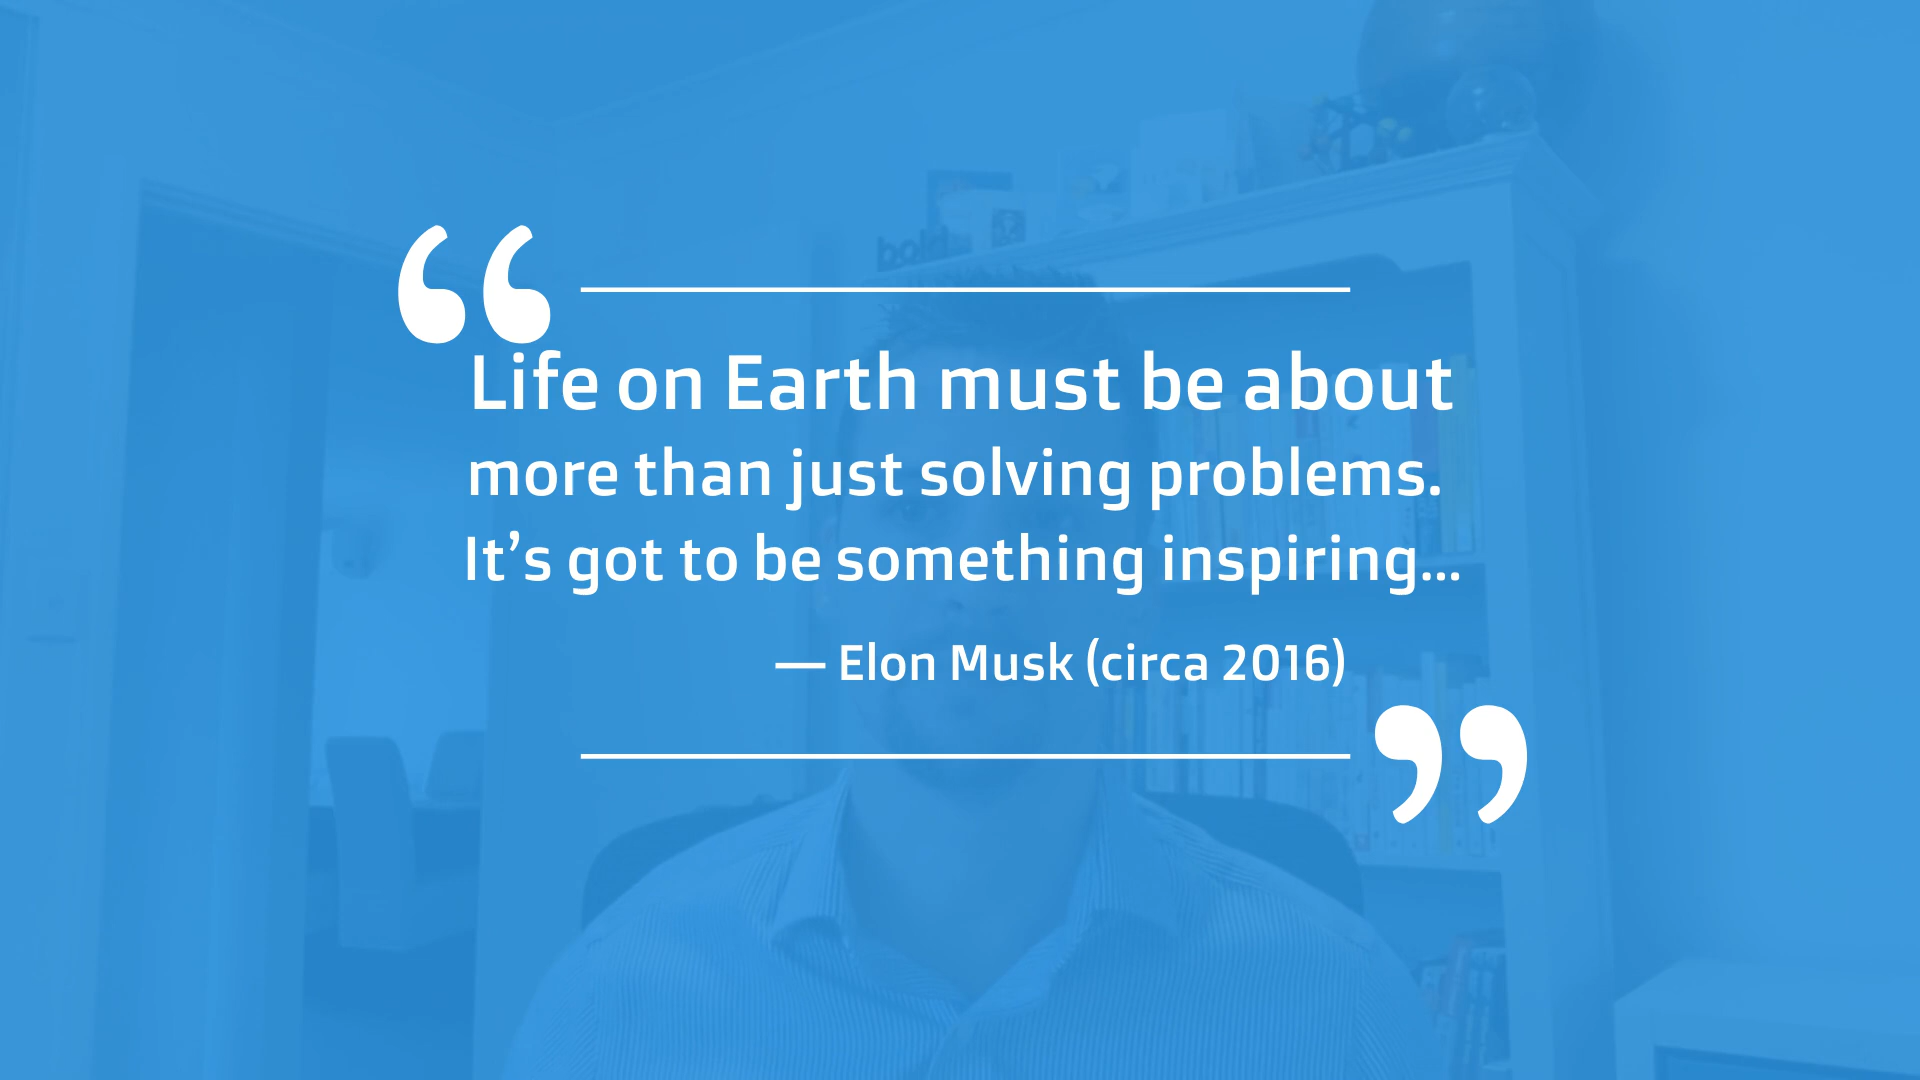 bold
“
Life on Earth must be about
more than just solving problems.
It’s got to be something inspiring...
— Elon Musk (circa 2016)
”